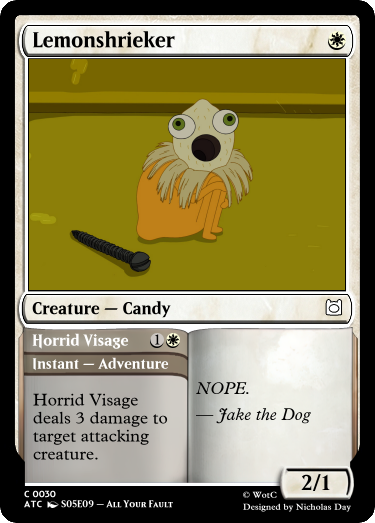 Lemonshrieker
Creature — Candy
Horrid Visage 1
Instant — Adventure
Horrid Visage
deals 3 damage to
target attacking
creature.
NOPE.
— Jake the Dog
2/1
C 0030
ATC S05E09 — All Your Fault
© WotC
Designed by Nicholas Day